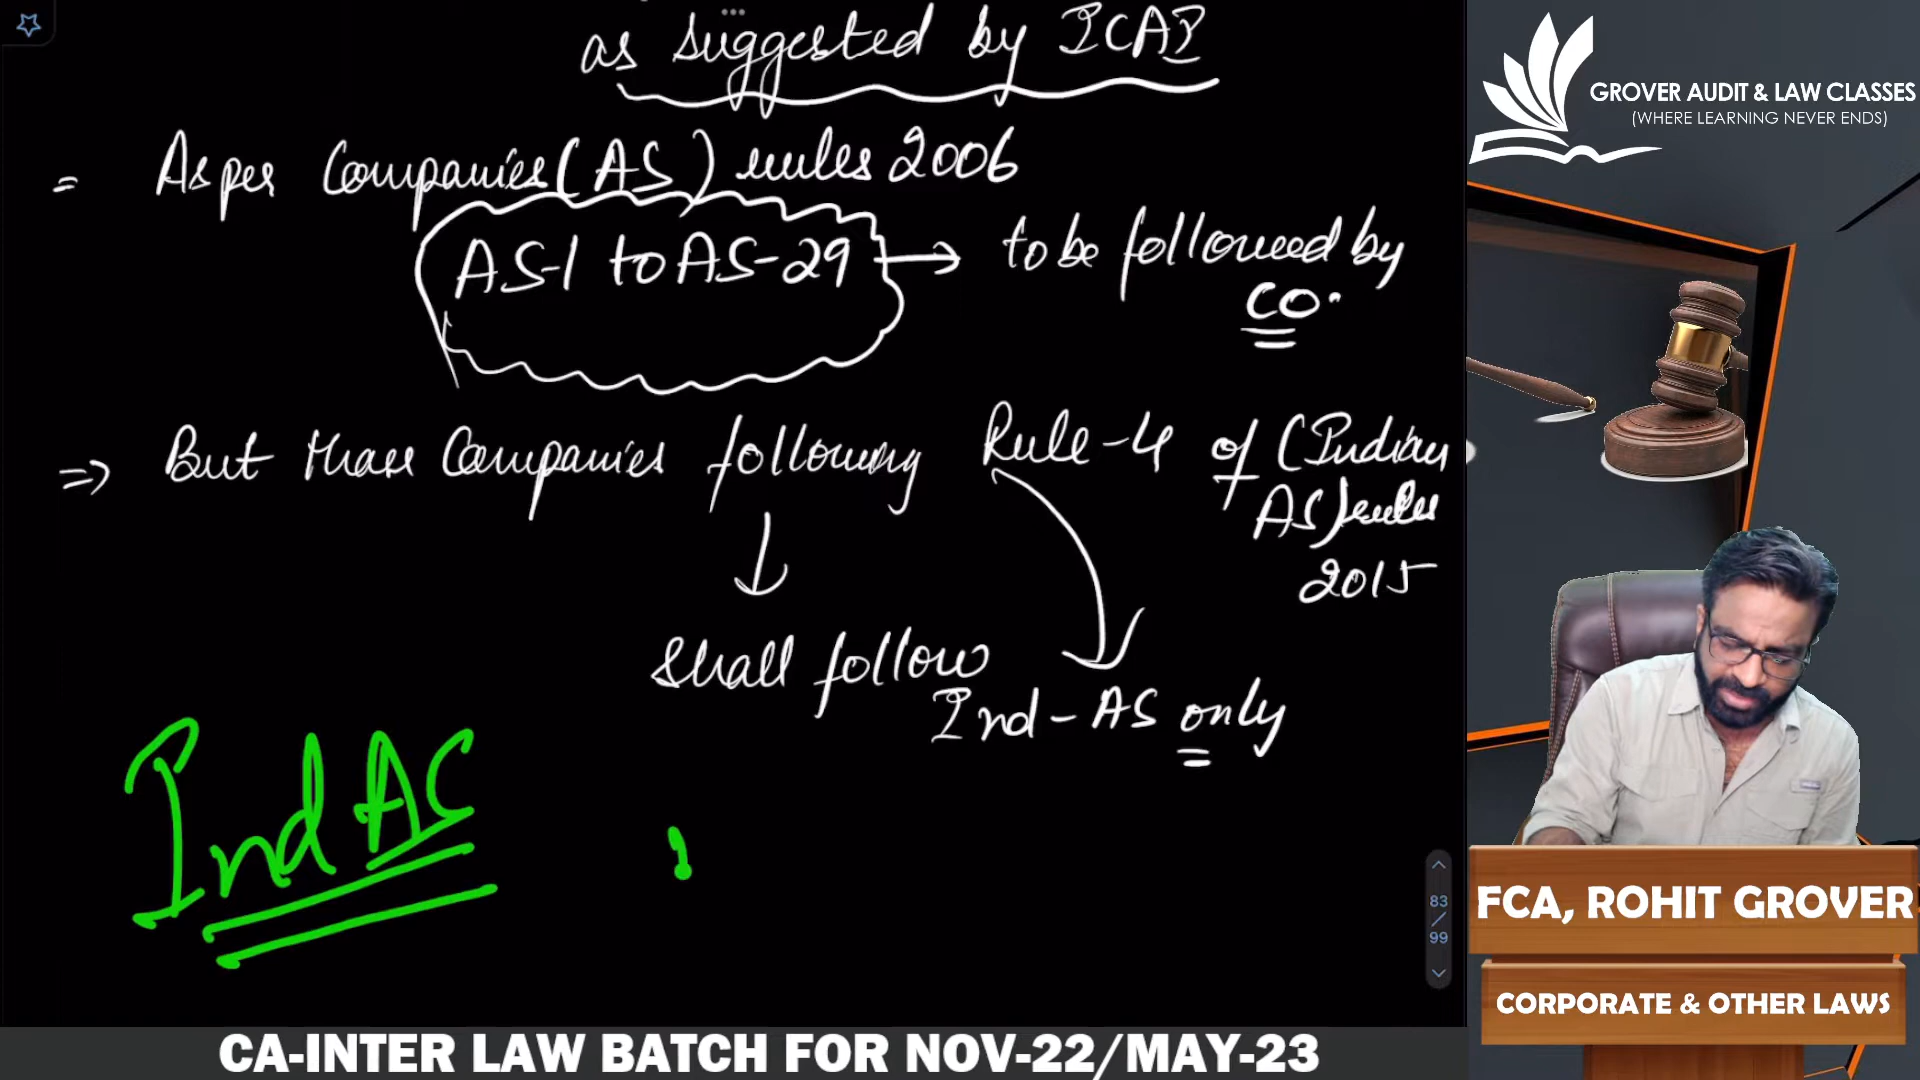 as suggested by ICAI
= As per Companies (AS) rules 2006
AS-1 to AS-29 → to be followed by
CO.
⇒ But those Companies following Rule-4 of (Indian
AS) rules
2015
Shall follow
Ind-AS only
Ind AS
83
99
GROVER AUDIT & LAW CLASSES
(WHERE LEARNING NEVER ENDS)
FCA, ROHIT GROVER
CORPORATE & OTHER LAWS
CA-INTER LAW BATCH FOR NOV-22/MAY-23